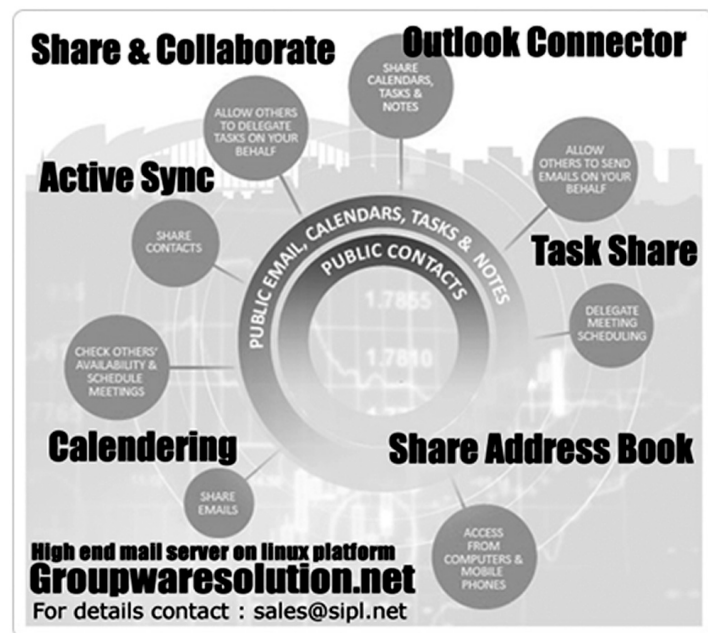 Share & Collaborate
Outlook Connector
SHARE
CALENDARS,
TASKS &
NOTES
ALLOW OTHERS
TO DELEGATE
TASKS ON YOUR
BEHALF
ALLOW
OTHERS TO SEND
EMAILS ON YOUR
BEHALF
Active Sync
SHARE
CONTACTS
PUBLIC EMAIL, CALENDARS, TASKS & NOTES
PUBLIC CONTACTS
Task Share
1.7855
DELEGATE
MEETING
SCHEDULING
CHECK OTHERS'
AVAILABILITY &
SCHEDULE
MEETINGS
1.7810
Calendering
Share Address Book
SHARE
EMAILS
ACCESS
FROM
COMPUTERS &
MOBILE
PHONES
High end mail server on linux platform
Groupwaresolution.net
For details contact : sales@sipl.net